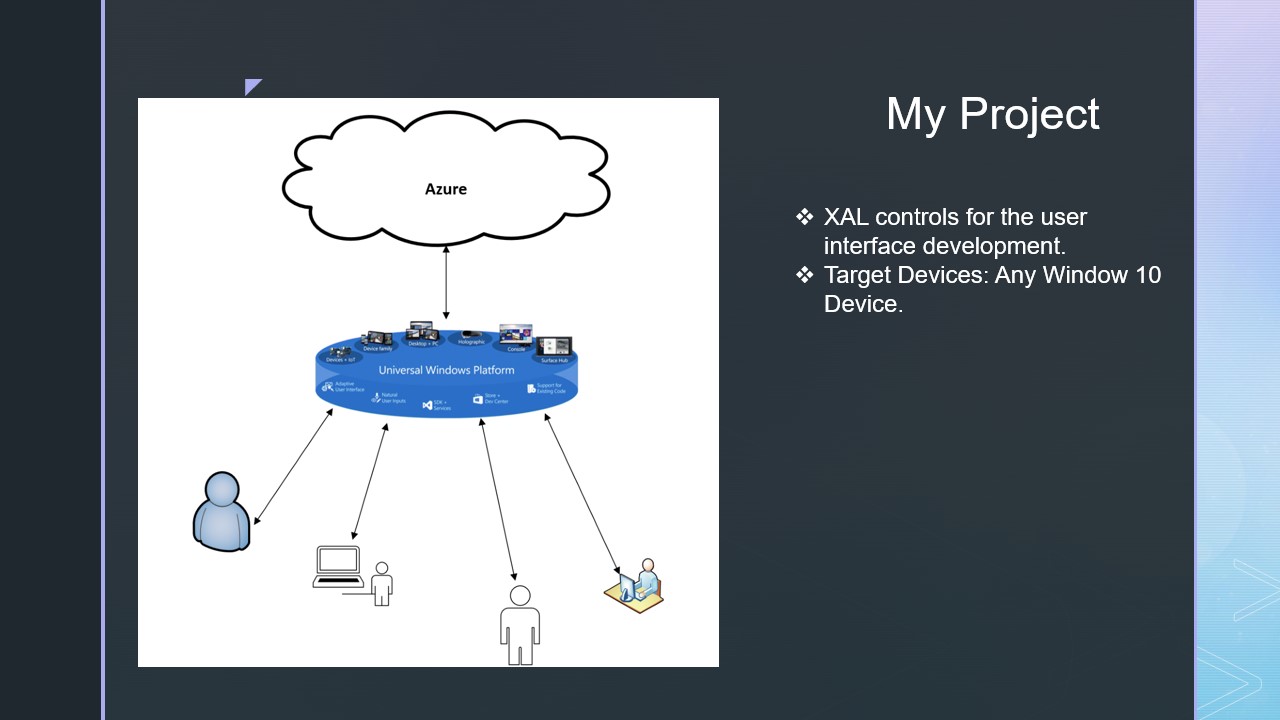 My Project
❖ XAL controls for the user
interface development.
❖ Target Devices: Any Window 10
Device.
Azure
Devices + IoT
Device family
Desktop + PC
Holographic
Console
Surface Hub
Universal Windows Platform
Adaptive
User Interface
Natural
User Inputs
SDK +
Services
Store +
Dev Center
Support for
Existing Code